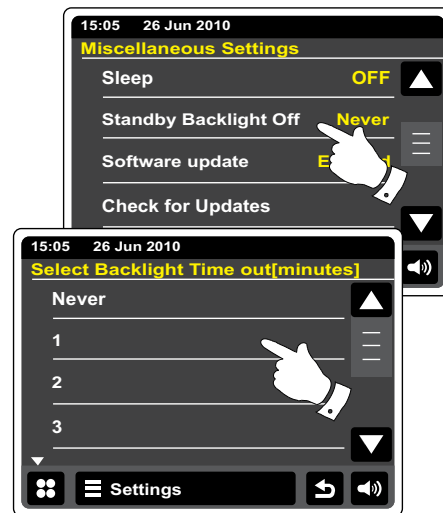 15:05 26 Jun 2010
Miscellaneous Settings
Sleep OFF
Standby Backlight Off Never
Software update
Check for Updates
15:05 26 Jun 2010
Select Backlight Time out[minutes]
Never
1
2
3
Settings